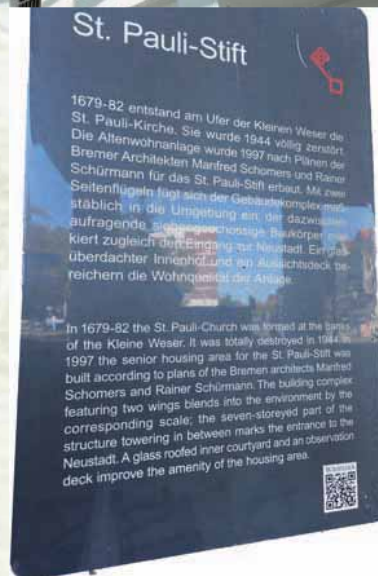 St. Pauli-Stift
1679-82 entstand am Ufer der Kleinen Weser die
St. Pauli-Kirche. Sie wurde 1944 völlig zerstört.
Die Altenwohnanlage wurde 1997 nach Plänen der
Bremer Architekten Manfred Schomers und Rainer
Schürmann für das St. Pauli-Stift erbaut. Mit zwei
Seitenflügeln fügt sich der Gebäudekomplex maß-
stäblich in die Umgebung ein; der dazwischen
aufragende siebengeschossige Baukörper mar-
kiert zugleich den Eingang zur Neustadt. Ein glas-
überdachter Innenhof und ein Aussichtsdeck be-
reichern die Wohnqualität der Anlage.
In 1679-82 the St. Pauli-Church was formed at the banks
of the Kleine Weser. It was totally destroyed in 1944. In
1997 the senior housing area for the St. Pauli-Stift was
built according to plans of the Bremen architects Manfred
Schomers and Rainer Schürmann. The building complex
featuring two wings blends into the environment by the
corresponding scale; the seven-storeyed part of the
structure towering in between marks the entrance to the
Neustadt. A glass roofed inner courtyard and an observation
deck improve the amenity of the housing area.